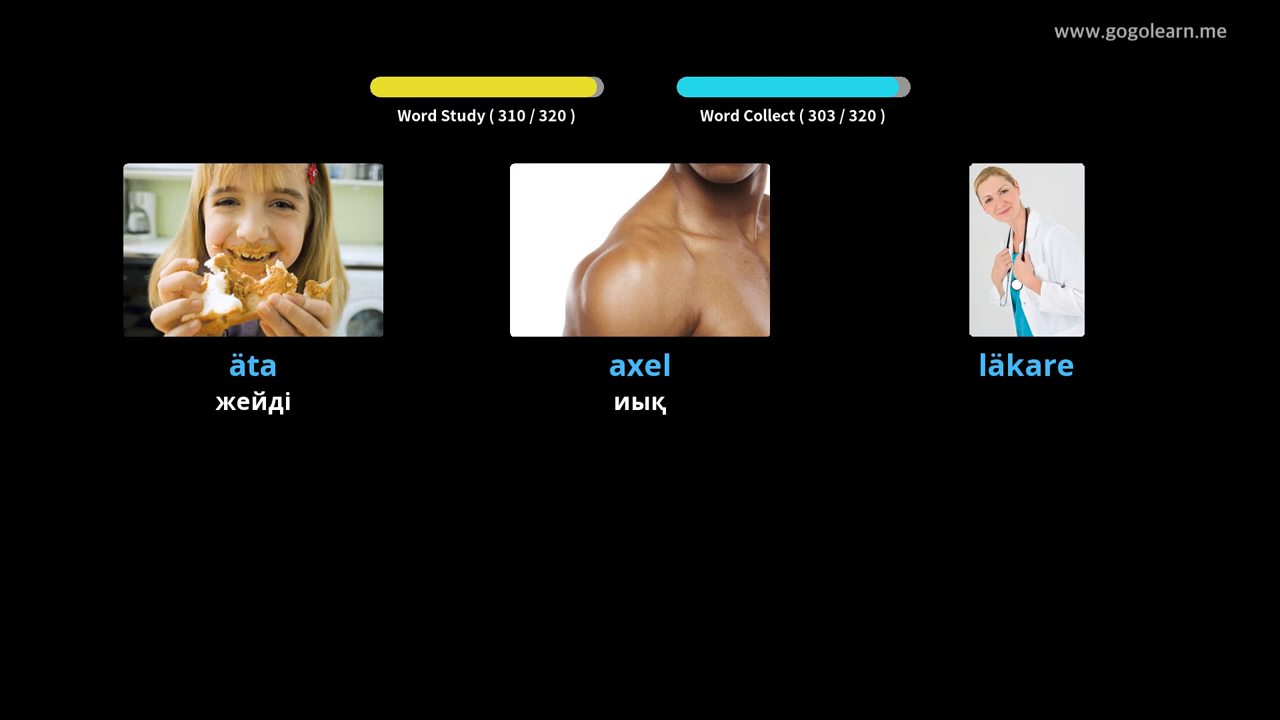 www.gogolearn.me
Word Study ( 310 / 320 )
Word Collect ( 303 / 320 )
äta
axel
läkare
жейді
иық